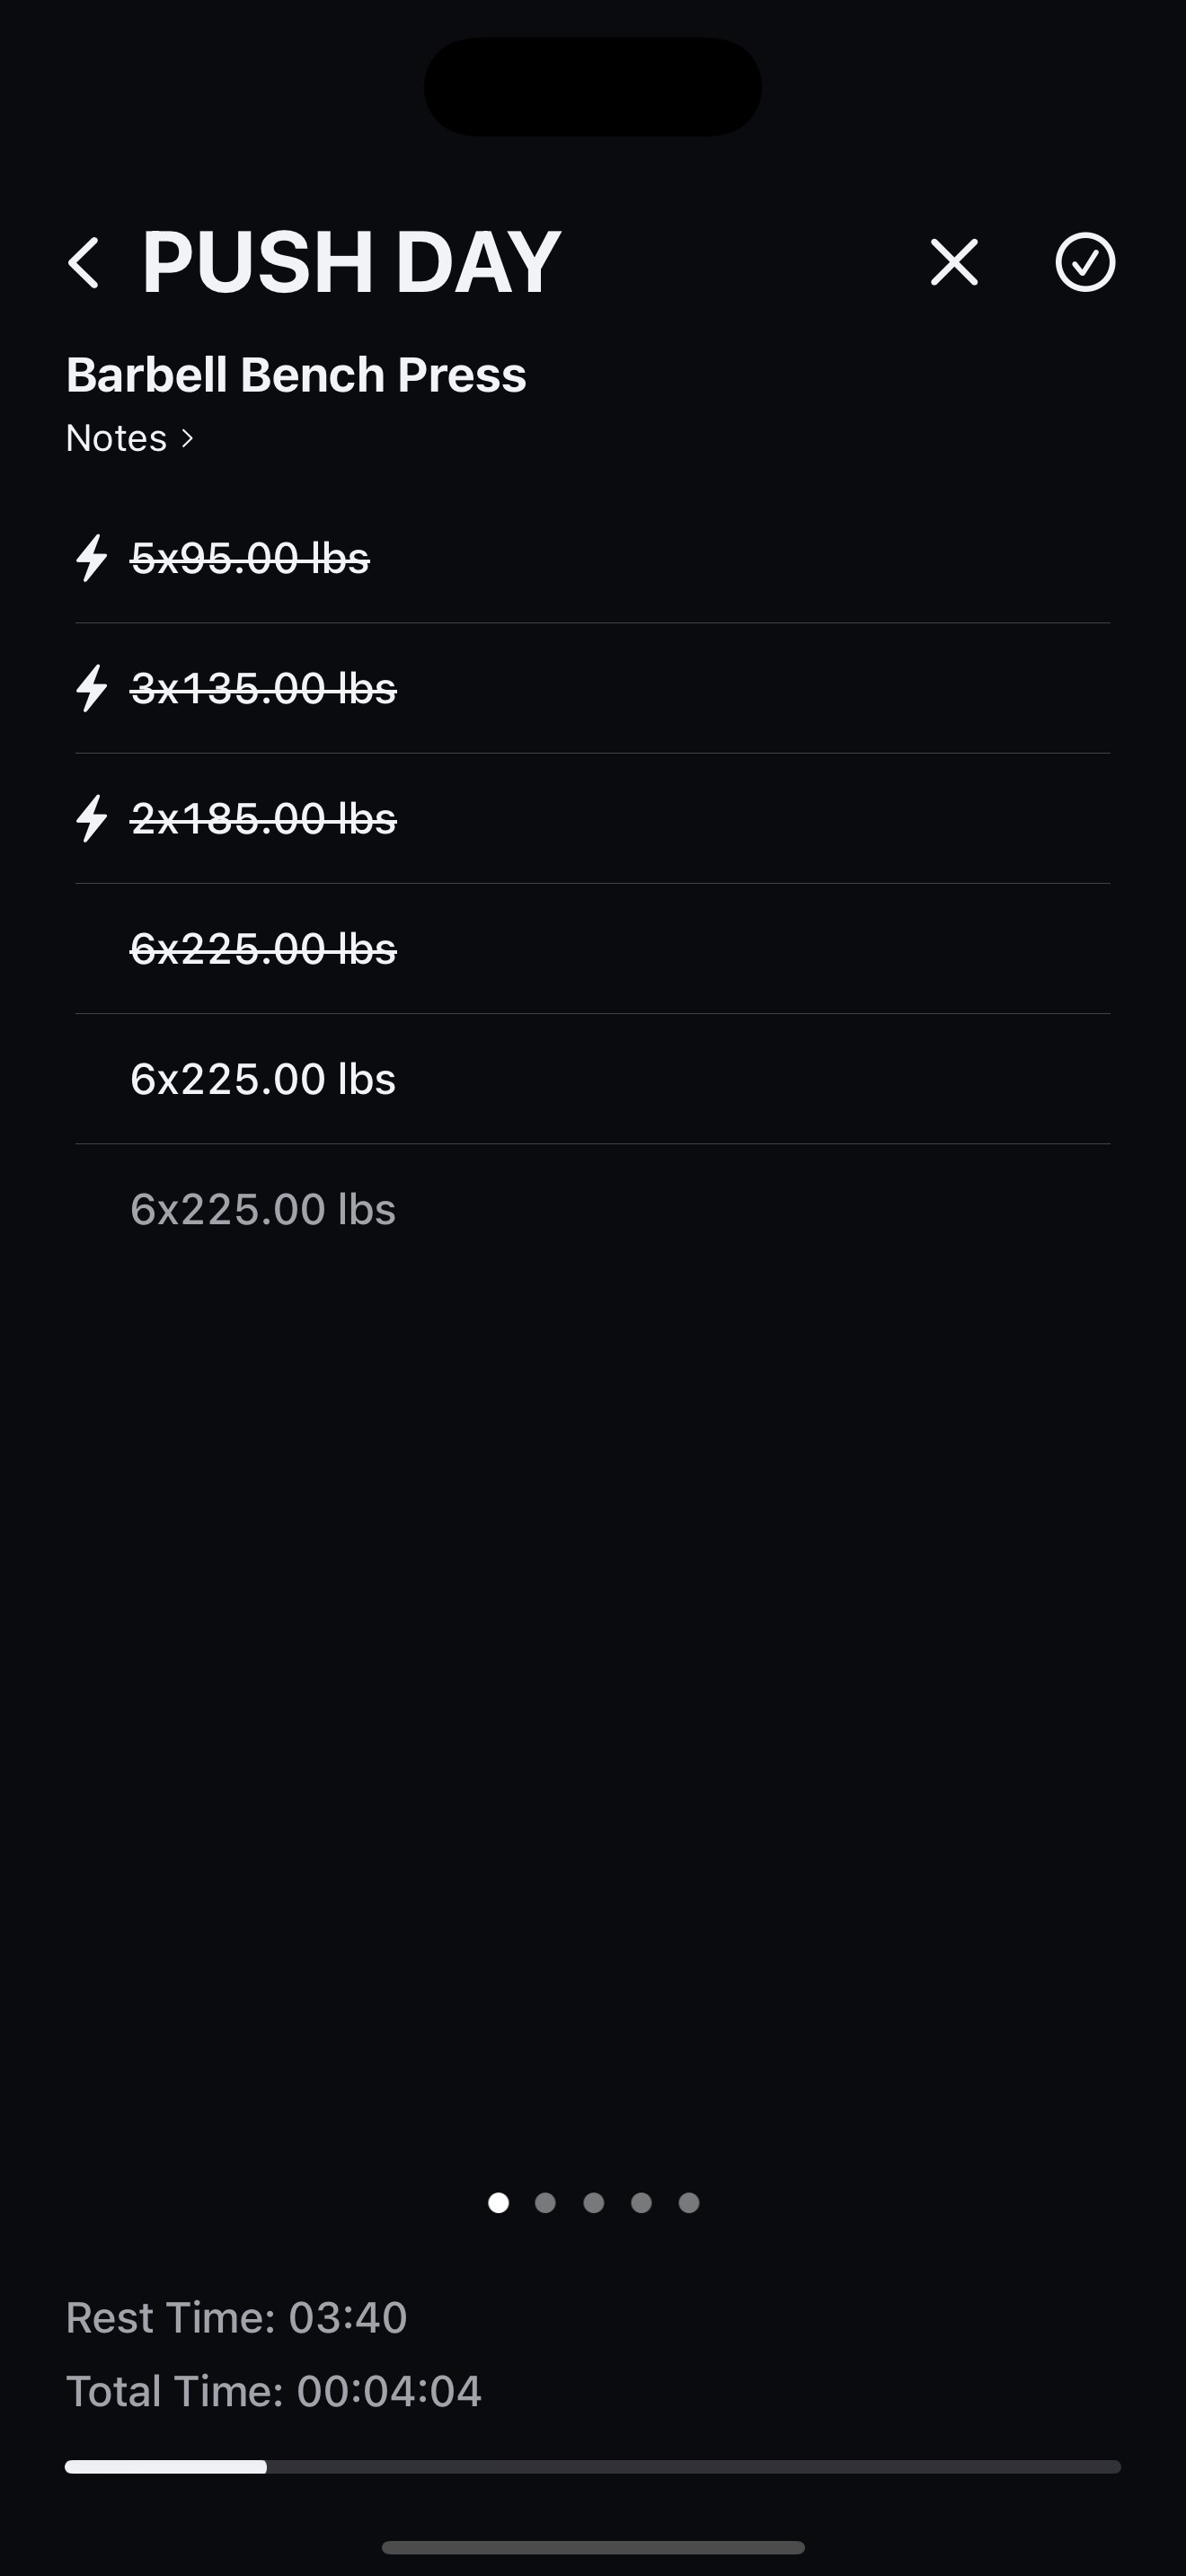 PUSH DAY
Barbell Bench Press
Notes
5x95.00 lbs
3x135.00 lbs
2x185.00 lbs
6x225.00 lbs
6x225.00 lbs
6x225.00 lbs
Rest Time: 03:40
Total Time: 00:04:04